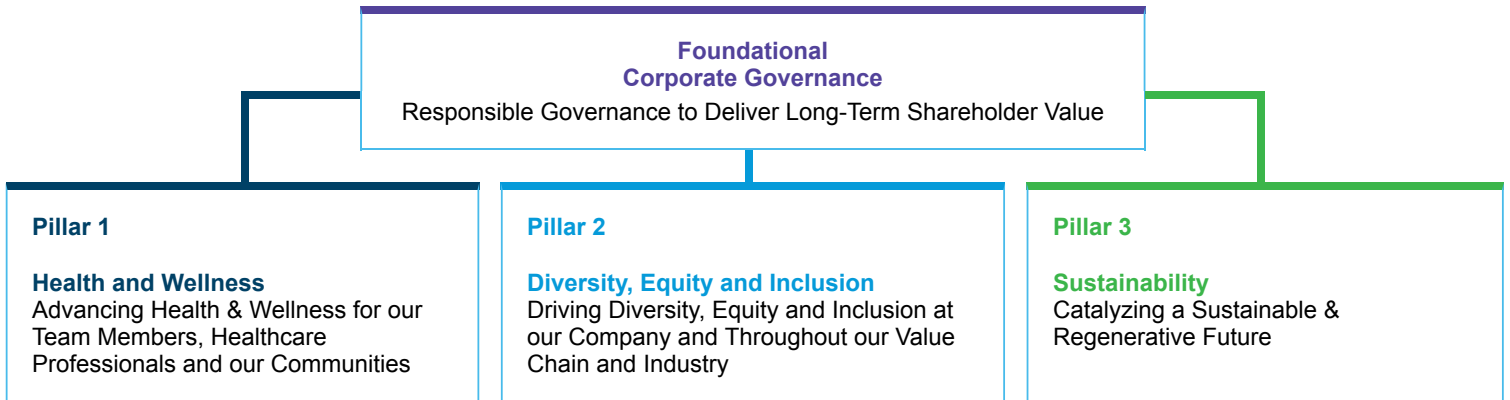 Foundational
Corporate Governance
Responsible Governance to Deliver Long-Term Shareholder Value
Pillar 1
Health and Wellness
Advancing Health & Wellness for our
Team Members, Healthcare
Professionals and our Communities
Pillar 2
Diversity, Equity and Inclusion
Driving Diversity, Equity and Inclusion at
our Company and Throughout our Value
Chain and Industry
Pillar 3
Sustainability
Catalyzing a Sustainable &
Regenerative Future